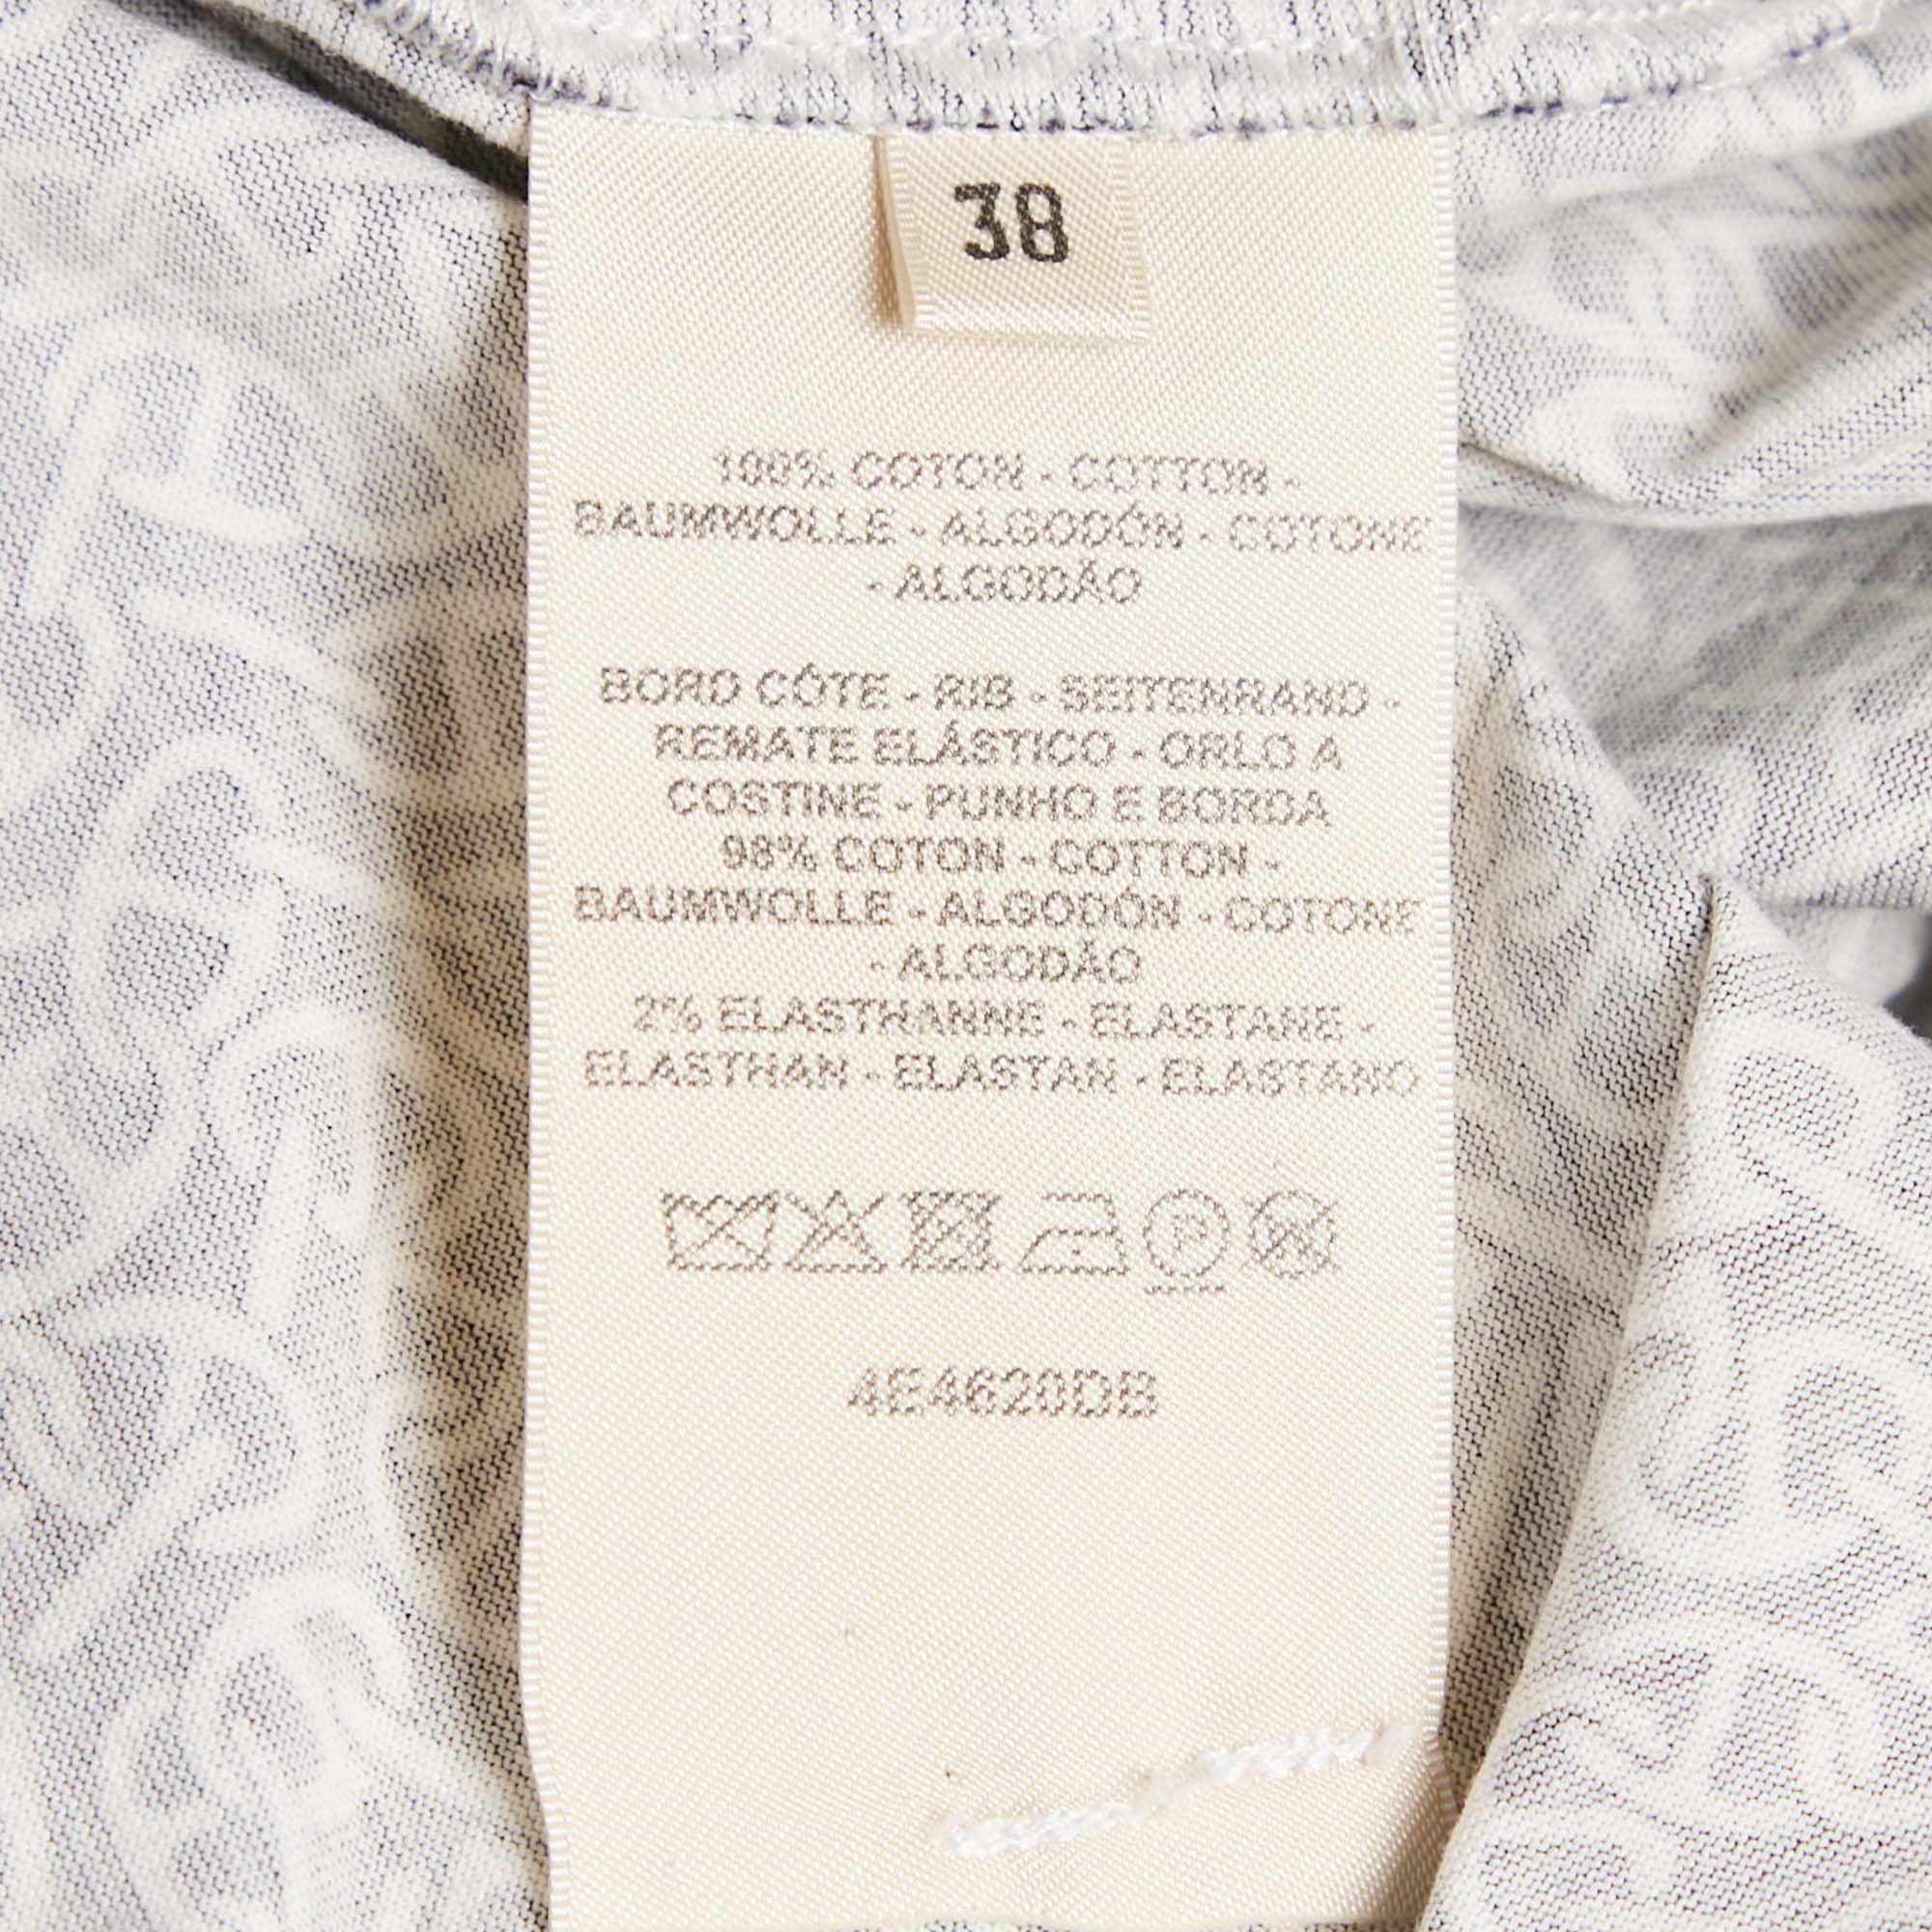 38
100% COTON - COTTON -
BAUMWOLLE - ALGODÓN - COTONE
- ALGODÃO
BORD CÔTE - RIB - SEITENRAND -
REMATE ELÁSTICO - ORLO A
COSTINE - PUNHO E BORDA
98% COTON - COTTON -
BAUMWOLLE - ALGODÓN - COTONE
- ALGODÃO
2% ELASTHANNE - ELASTANE -
ELASTHAN - ELASTAN - ELASTANO
P
4E4620DB